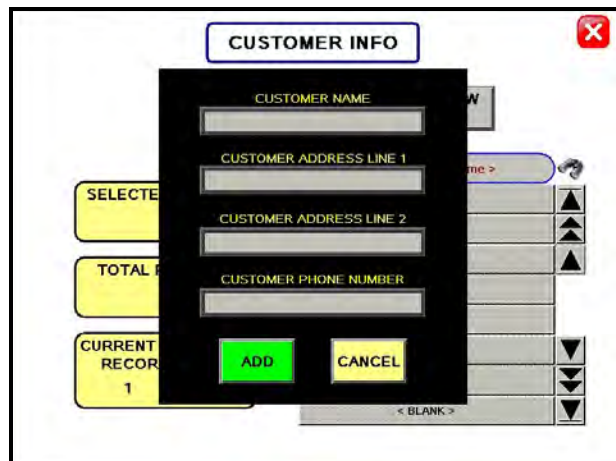 CUSTOMER INFO
W
CUSTOMER NAME
CUSTOMER ADDRESS LINE 1
me >
SELECTE
CUSTOMER ADDRESS LINE 2
TOTAL
CUSTOMER PHONE NUMBER
CURRENT
RECOR
1
ADD
CANCEL
< BLANK >